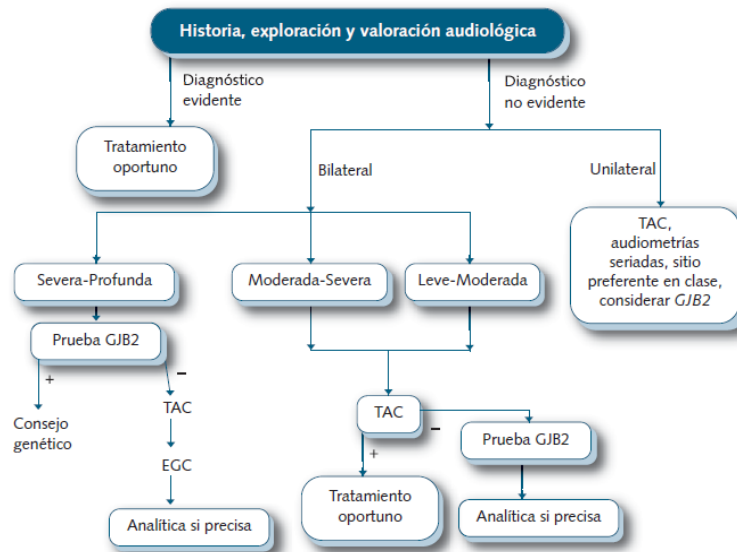 Historia, exploración y valoración audiológica
Diagnóstico
evidente
Diagnóstico
no evidente
Tratamiento
oportuno
Bilateral
Unilateral
TAC,
audiometrías
seriadas, sitio
preferente en clase,
considerar GJB2
Severa-Profunda
Moderada-Severa
Leve-Moderada
Prueba GJB2
+
–
Consejo
genético
TAC
EGC
Analítica si precisa
TAC
–
+
Prueba GJB2
Tratamiento
oportuno
Analítica si precisa